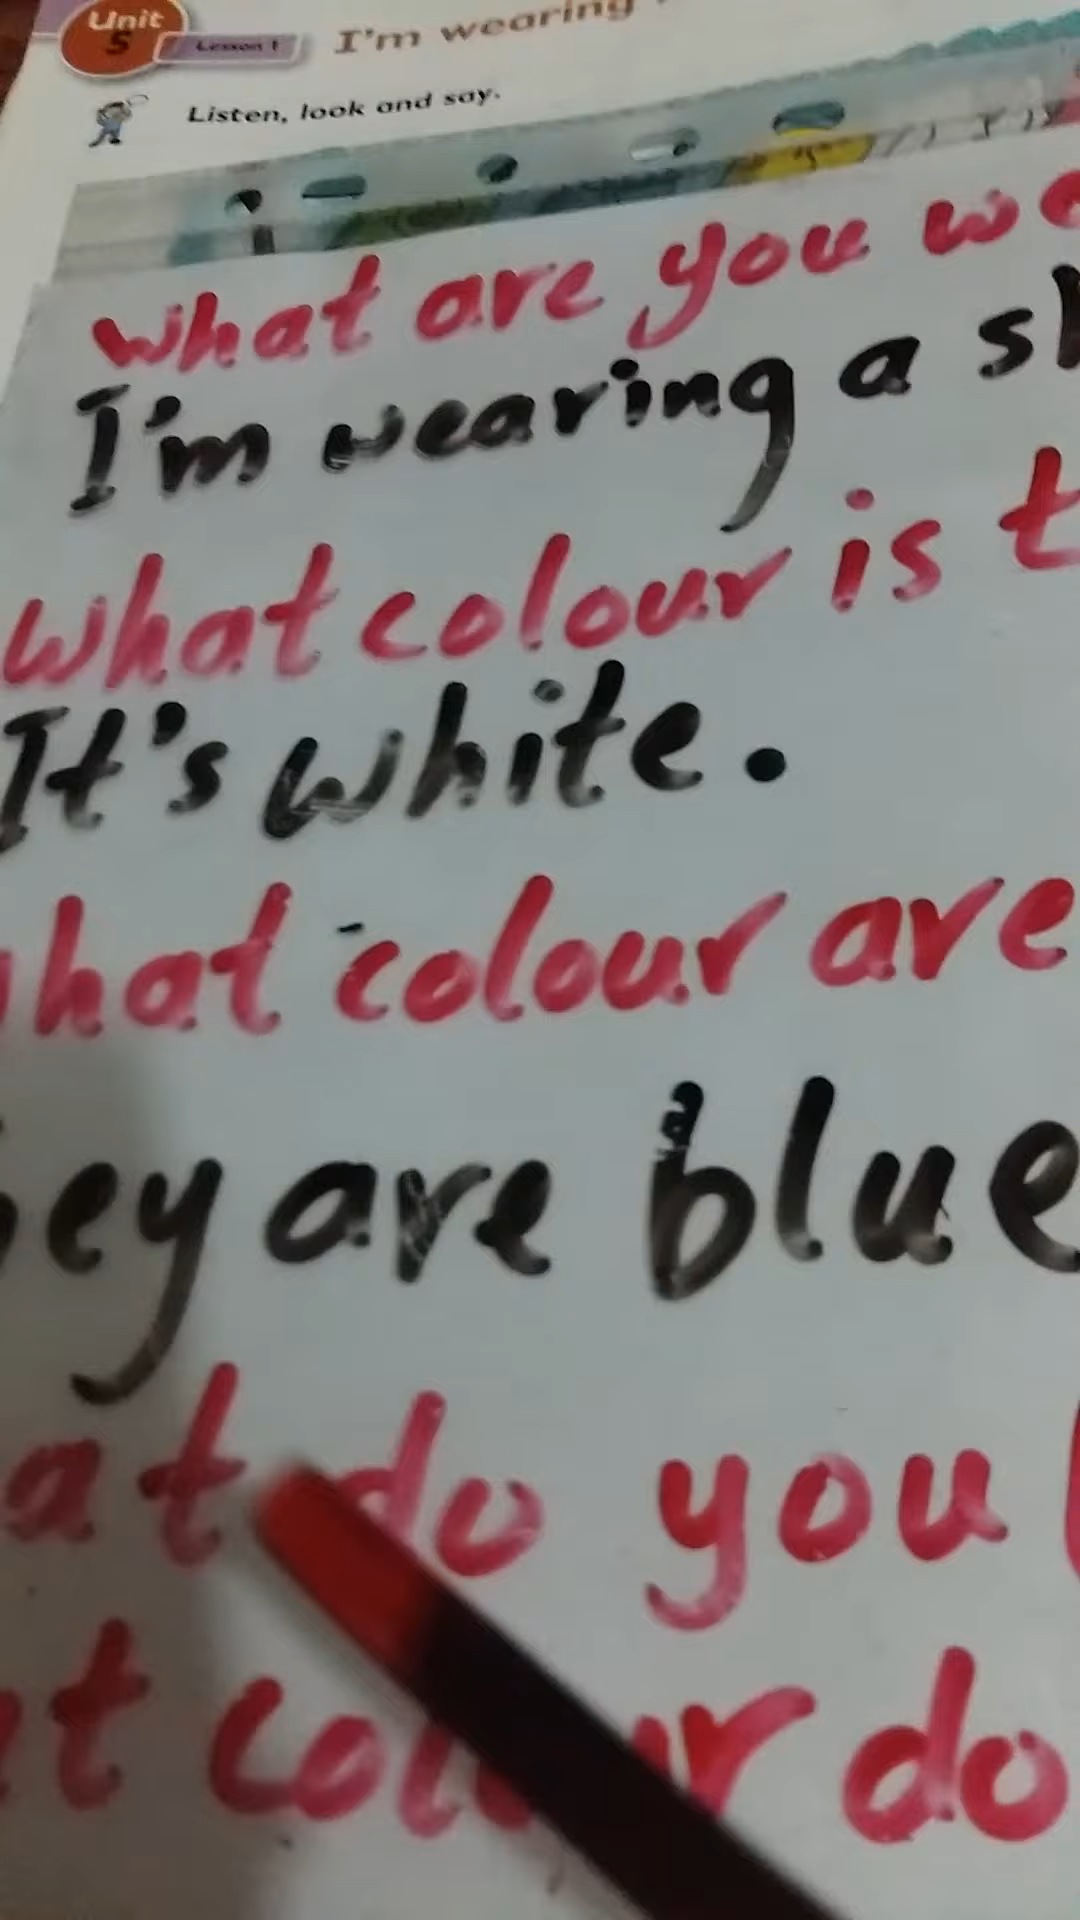 Unit
5
Lesson 1
I'm wearing
Listen, look and say.
What are you
I'm wearing a
What colour is
It's white.
colour are
are blue
do you
do